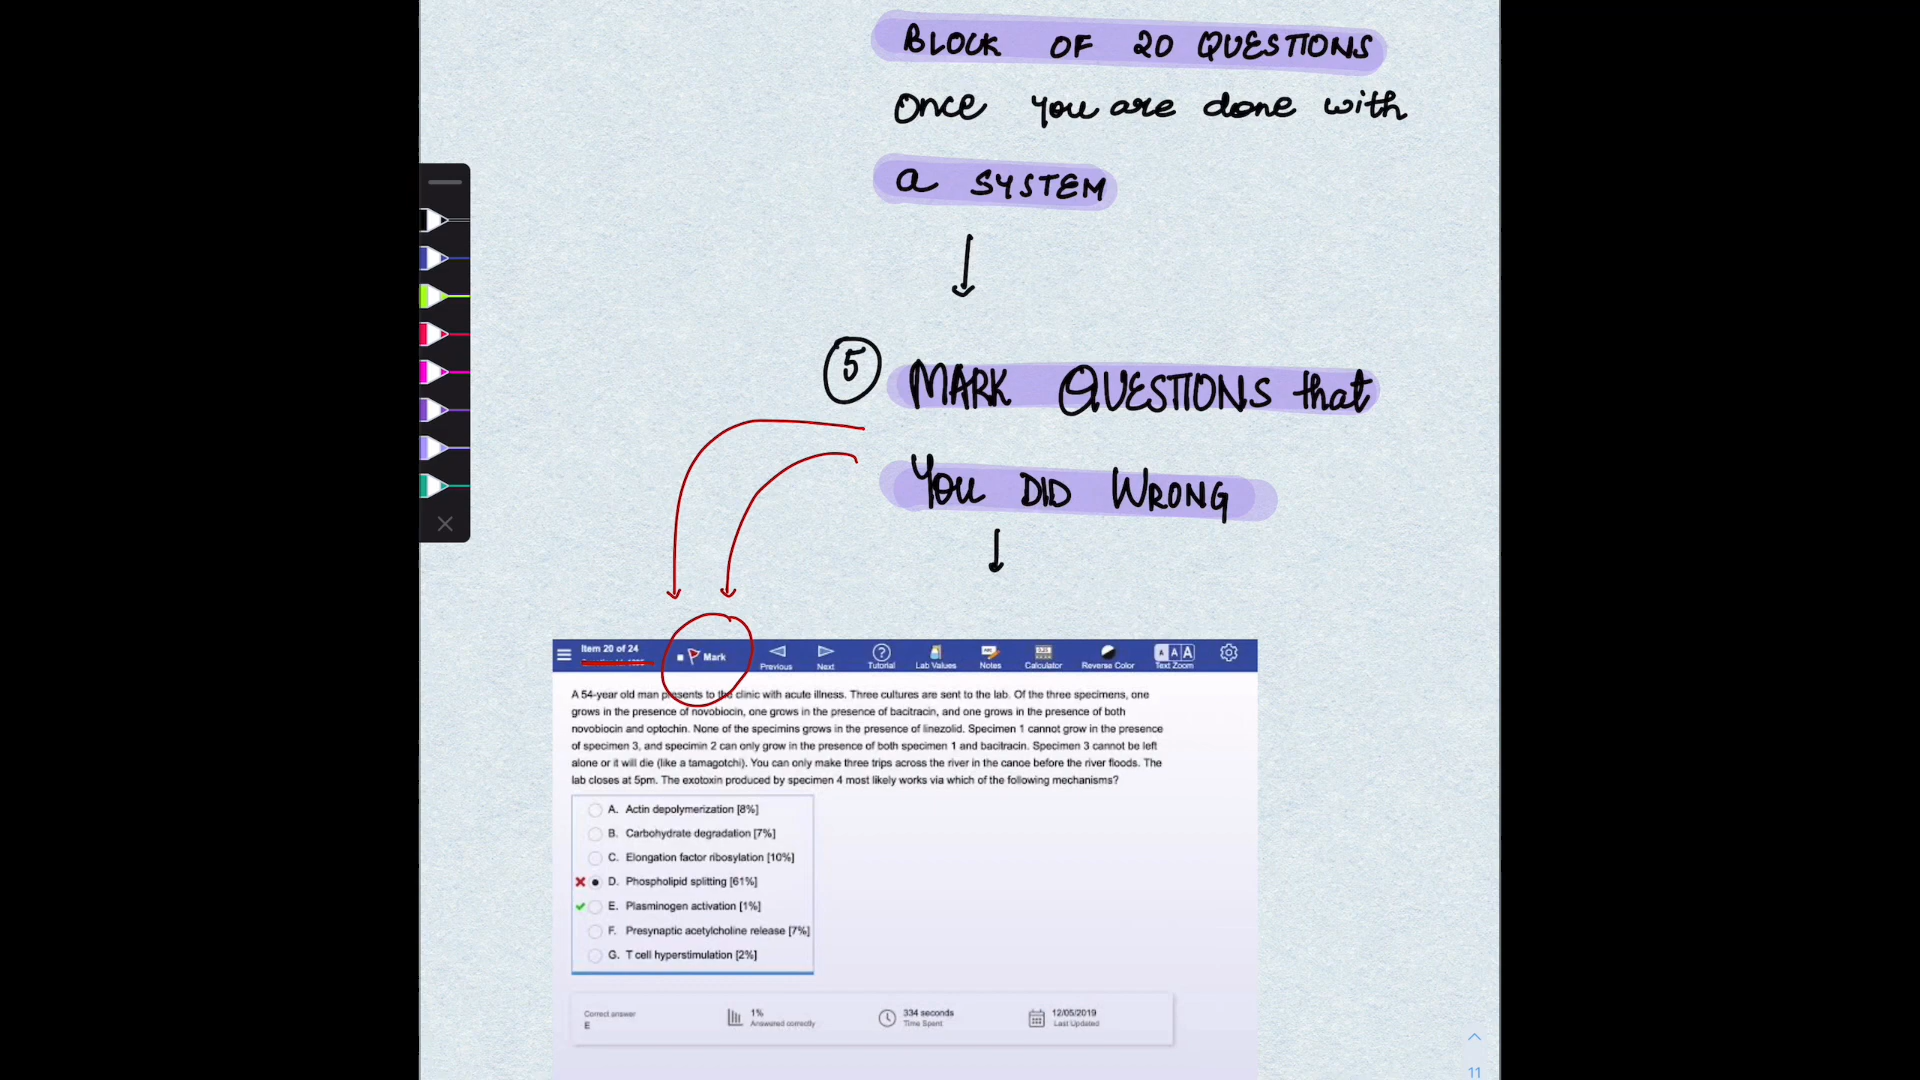 BLOCK OF 20 QUESTIONS
Once you are done with
a SYSTEM
5
MARK QUESTIONS that
YOU DID WRONG
Item 20 of 24
Mark
Previous
Next
Tutorial
Lab Values
Notes
Calculator
Reverse Color
A A A
Text Zoom
A 54-year old man presents to the clinic with acute illness. Three cultures are sent to the lab. Of the three specimens, one
grows in the presence of novobiocin, one grows in the presence of bacitracin, and one grows in the presence of both
novobiocin and optochin. None of the specimins grows in the presence of linezolid. Specimen 1 cannot grow in the presence
of specimen 3, and specimin 2 can only grow in the presence of both specimen 1 and bacitracin. Specimen 3 cannot be left
alone or it will die (like a tamagotchi). You can only make three trips across the river in the canoe before the river floods. The
lab closes at 5pm. The exotoxin produced by specimen 4 most likely works via which of the following mechanisms?
A. Actin depolymerization [8%]
B. Carbohydrate degradation [7%]
C. Elongation factor ribosylation [10%]
D. Phospholipid splitting [61%]
E. Plasminogen activation [1%]
F. Presynaptic acetylcholine release [7%]
G. T cell hyperstimulation [2%]
Correct answer
E
1%
Answered correctly
334 seconds
Time Spent
12/05/2019
Last Updated
11